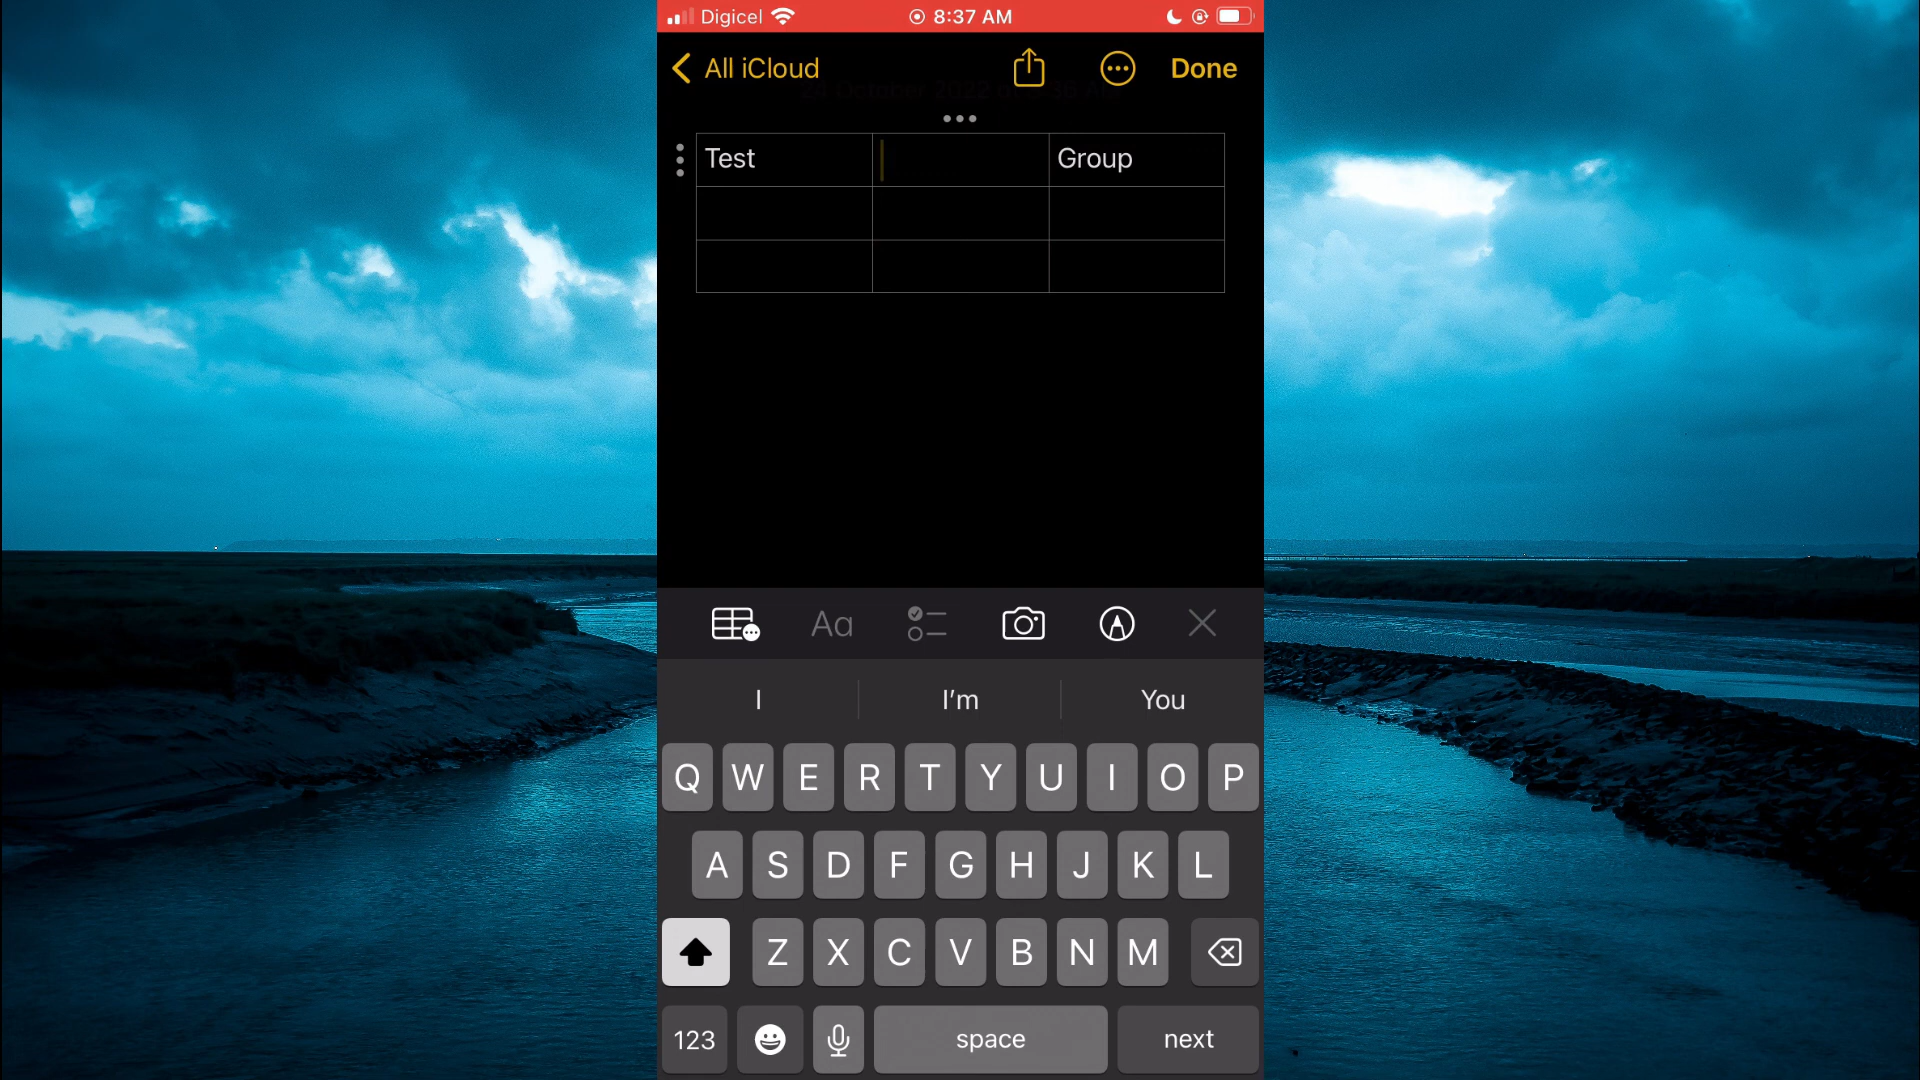 Digicel 8:37 AM
All iCloud Done
Test Group
Aa
I I'm You
Q W E R T Y U I O P
A S D F G H J K L
Z X C V B N M
123 space next